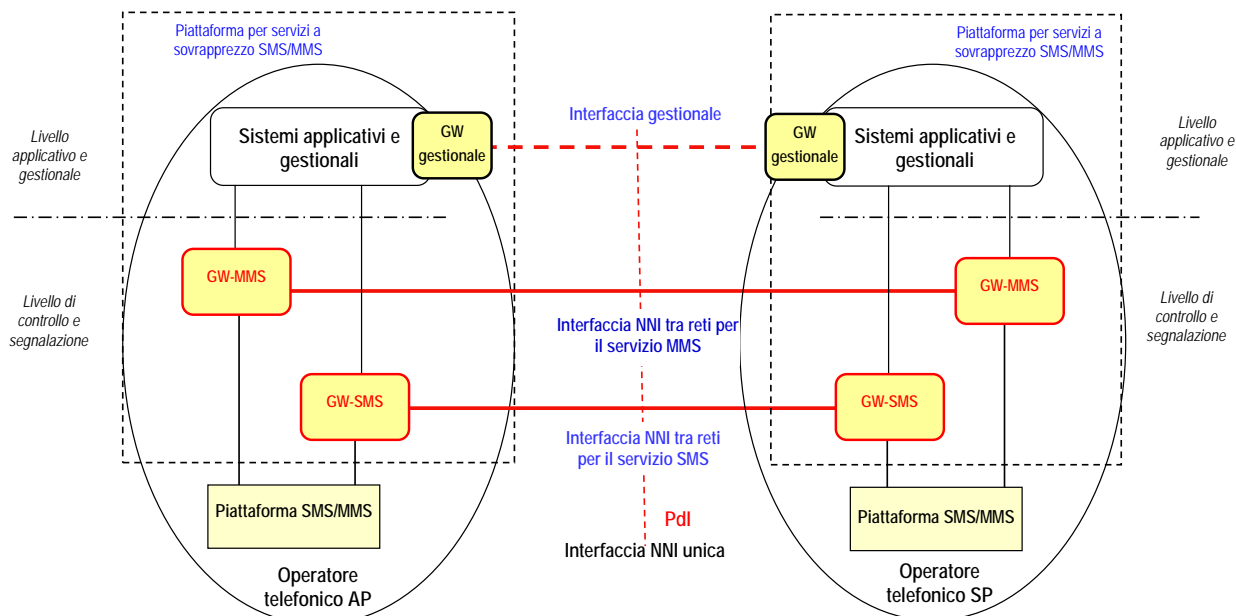 Piattaforma per servizi a
sovrapprezzo SMS/MMS
Piattaforma per servizi a
sovrapprezzo SMS/MMS
Interfaccia gestionale
Livello
applicativo e
gestionale
Sistemi applicativi e
gestionali
GW
gestionale
GW
gestionale
Sistemi applicativi e
gestionali
Livello
applicativo e
gestionale
GW-MMS
GW-MMS
Livello di
controllo e
segnalazione
Interfaccia NNI tra reti per
il servizio MMS
Livello di
controllo e
segnalazione
GW-SMS
GW-SMS
Interfaccia NNI tra reti
per il servizio SMS
Piattaforma SMS/MMS
PdI
Interfaccia NNI unica
Piattaforma SMS/MMS
Operatore
telefonico AP
Operatore
telefonico SP